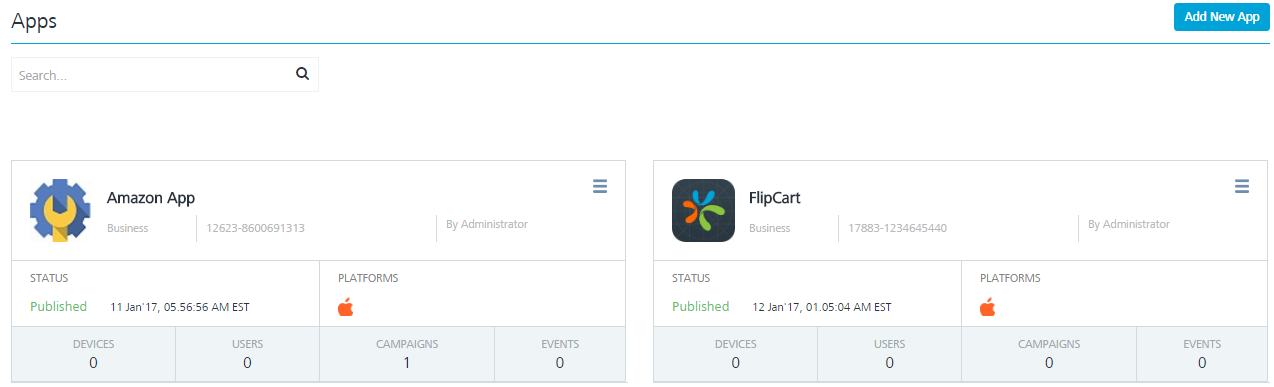 Apps
Add New App
Search...
Amazon App
Business 12623-8600691313 By Administrator
STATUS PLATFORMS
Published 11 Jan'17, 05.56:56 AM EST
DEVICES USERS CAMPAIGNS EVENTS
0 0 1 0
FlipCart
Business 17883-1234645440 By Administrator
STATUS PLATFORMS
Published 12 Jan'17, 01.05:04 AM EST
DEVICES USERS CAMPAIGNS EVENTS
0 0 0 0